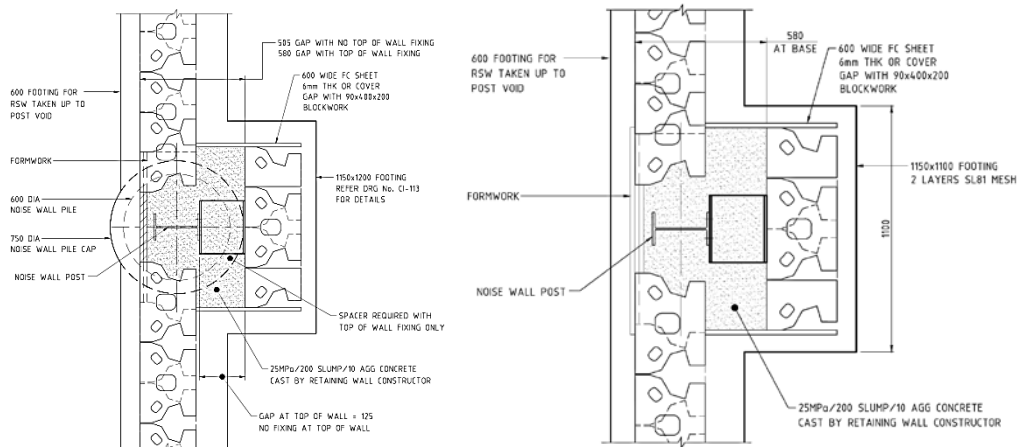 505 GAP WITH NO TOP OF WALL FIXING
580 GAP WITH TOP OF WALL FIXING
600 WIDE FC SHEET
6mm THK OR COVER
GAP WITH 90x400x200
BLOCKWORK
600 FOOTING FOR
RSW TAKEN UP TO
POST VOID
FORMWORK
1150x1200 FOOTING
REFER DRG No. CI-113
FOR DETAILS
600 DIA
NOISE WALL PILE
750 DIA
NOISE WALL PILE CAP
NOISE WALL POST
SPACER REQUIRED WITH
TOP OF WALL FIXING ONLY
25MPa/200 SLUMP/10 AGG CONCRETE
CAST BY RETAINING WALL CONSTRUCTOR
GAP AT TOP OF WALL = 125
NO FIXING AT TOP OF WALL
580
AT BASE
600 FOOTING FOR
RSW TAKEN UP TO
POST VOID
600 WIDE FC SHEET
6mm THK OR COVER
GAP WITH 90x400x200
BLOCKWORK
1150x1100 FOOTING
2 LAYERS SL81 MESH
FORMWORK
1100
NOISE WALL POST
25MPa/200 SLUMP/10 AGG CONCRETE
CAST BY RETAINING WALL CONSTRUCTOR